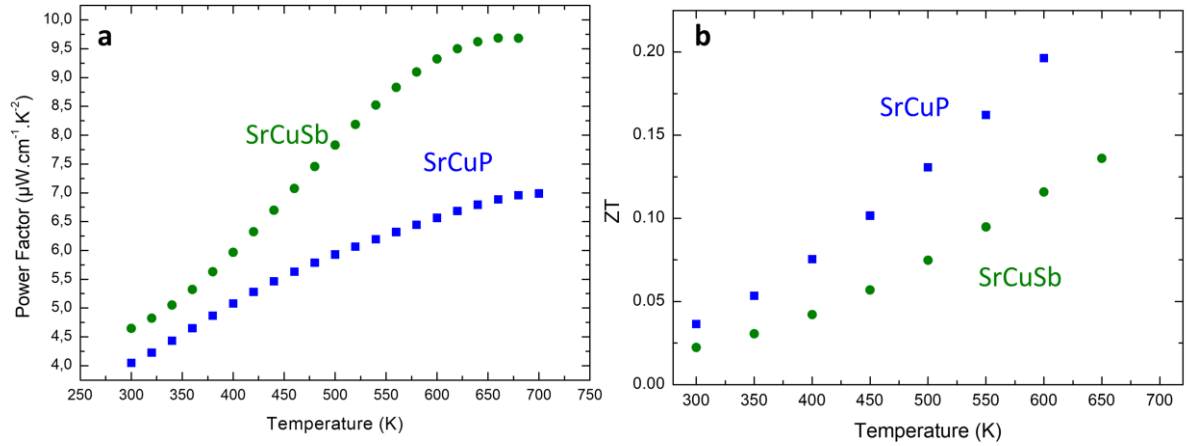 a
10,0
9,5
9,0
8,5
8,0
7,5
7,0
6,5
6,0
5,5
5,0
4,5
4,0
Power Factor (µW.cm⁻¹.K⁻²)
SrCuSb
SrCuP
250 300 350 400 450 500 550 600 650 700 750
Temperature (K)
b
0.20
0.15
0.10
0.05
0.00
ZT
SrCuP
SrCuSb
300 350 400 450 500 550 600 650 700
Temperature (K)